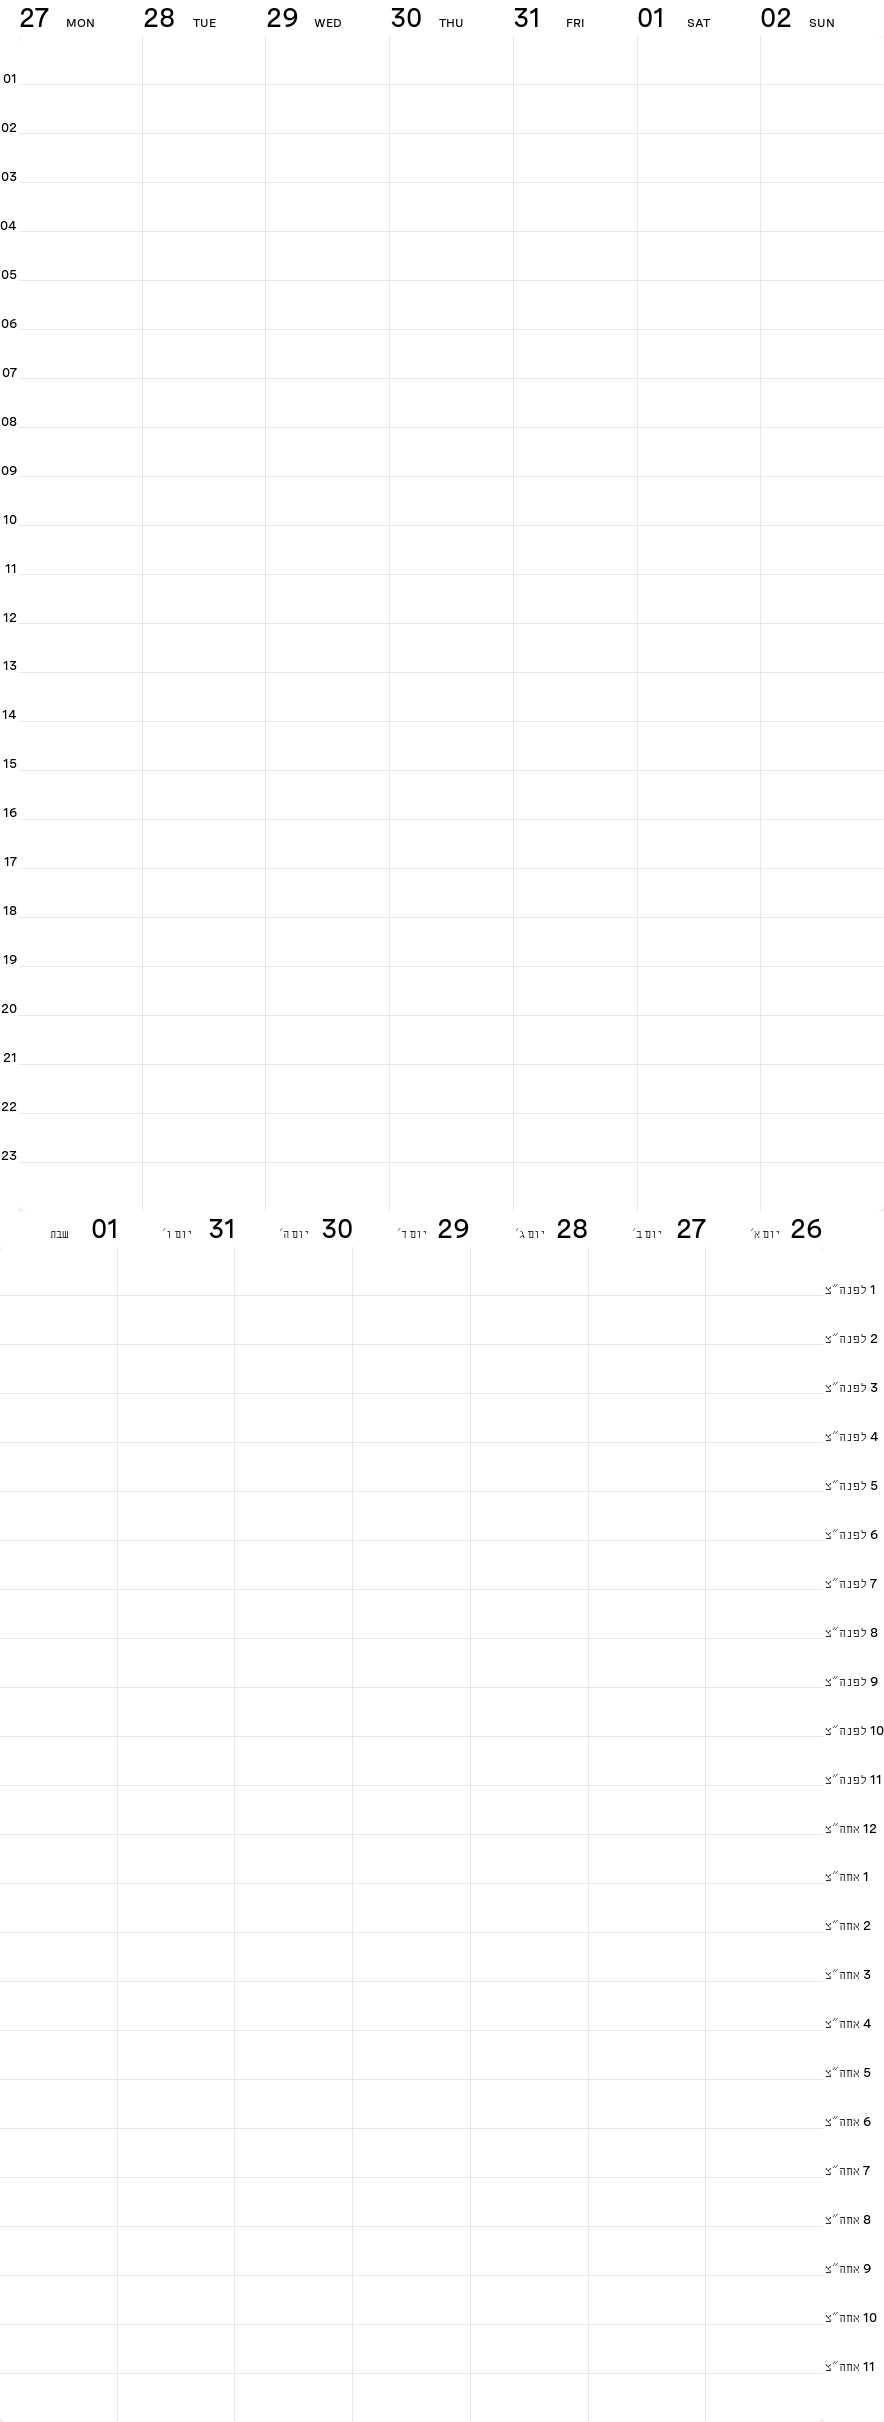 27 MON 28 TUE 29 WED 30 THU 31 FRI 01 SAT 02 SUN
01
02
03
04
05
06
07
08
09
10
11
12
13
14
15
16
17
18
19
20
21
22
23
26 יום א׳ 27 יום ב׳ 28 יום ג׳ 29 יום ד׳ 30 יום ה׳ 31 יום ו׳ 01 שבת
1 לפנה״צ
2 לפנה״צ
3 לפנה״צ
4 לפנה״צ
5 לפנה״צ
6 לפנה״צ
7 לפנה״צ
8 לפנה״צ
9 לפנה״צ
10 לפנה״צ
11 לפנה״צ
12 אחה״צ
1 אחה״צ
2 אחה״צ
3 אחה״צ
4 אחה״צ
5 אחה״צ
6 אחה״צ
7 אחה״צ
8 אחה״צ
9 אחה״צ
10 אחה״צ
11 אחה״צ